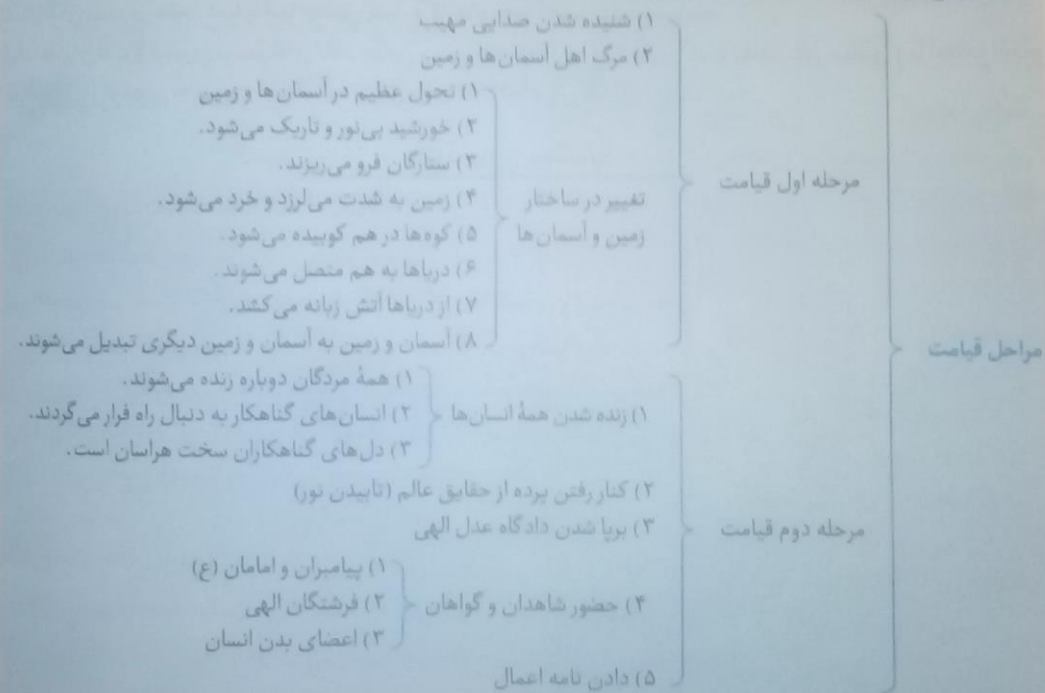 مراحل قیامت
مرحله اول قیامت
۱) شنیده شدن صدایی مهیب
۲) مرگ اهل آسمان‌ها و زمین
تغییر در ساختار
زمین و آسمان‌ها
۱) تحول عظیم در آسمان‌ها و زمین
۲) خورشید بی‌نور و تاریک می‌شود.
۳) ستارگان فرو می‌ریزند.
۴) زمین به شدت می‌لرزد و خرد می‌شود.
۵) کوه‌ها در هم کوبیده می‌شود.
۶) دریاها به هم متصل می‌شوند.
۷) از دریاها آتش زبانه می‌کشد.
۸) آسمان و زمین به آسمان و زمین دیگری تبدیل می‌شوند.
مرحله دوم قیامت
۱) زنده شدن همهٔ انسان‌ها
۱) همهٔ مردگان دوباره زنده می‌شوند.
۲) انسان‌های گناهکار به دنبال راه فرار می‌گردند.
۳) دل‌های گناهکاران سخت هراسان است.
۲) کنار رفتن پرده از حقایق عالم (تابیدن نور)
۳) برپا شدن دادگاه عدل الهی
۴) حضور شاهدان و گواهان
۱) پیامبران و امامان (ع)
۲) فرشتگان الهی
۳) اعضای بدن انسان
۵) دادن نامه اعمال